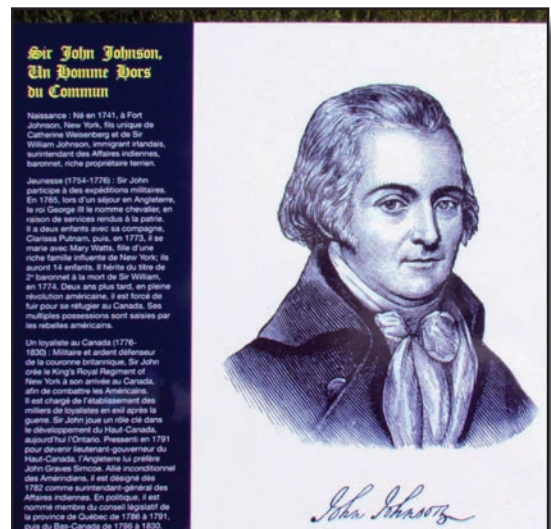 Sir John Johnson,
Un Homme Hors
du Commun
Naissance : Né en 1741, à Fort
Johnson, New York, fils unique de
Catherine Weisenberg et de Sir
William Johnson, immigrant irlandais,
surintendant des Affaires indiennes,
baronnet, riche propriétaire terrien.
Jeunesse (1754-1776) : Sir John
participe à des expéditions militaires.
En 1765, lors d'un séjour en Angleterre,
le roi George III le nomme chevalier, en
raison de services rendus à la patrie.
Il a deux enfants avec sa compagne,
Clarissa Putnam, puis, en 1773, il se
marie avec Mary Watts, fille d'une
riche famille influente de New York; ils
auront 14 enfants. Il hérite du titre de
2e baronnet à la mort de Sir William,
en 1774. Deux ans plus tard, en pleine
révolution américaine, il est forcé de
fuir pour se réfugier au Canada. Ses
multiples possessions sont saisies par
les rebelles américains.
Un loyaliste au Canada (1776-
1830) : Militaire et ardent défenseur
de la couronne britannique, Sir John
crée le King's Royal Regiment of
New York à son arrivée au Canada,
afin de combattre les Américains.
Il est chargé de l'établissement des
milliers de loyalistes en exil après la
guerre. Sir John joue un rôle clé dans
le développement du Haut-Canada,
aujourd'hui l'Ontario. Pressenti en 1791
pour devenir lieutenant-gouverneur du
Haut-Canada, l'Angleterre lui préfère
John Graves Simcoe. Allié inconditionnel
des Amérindiens, il est désigné dès
1782 comme surintendant-général des
Affaires indiennes. En politique, il est
nommé membre du conseil législatif de
la province de Québec de 1786 à 1791,
puis du Bas-Canada de 1796 à 1830.
John Johnson